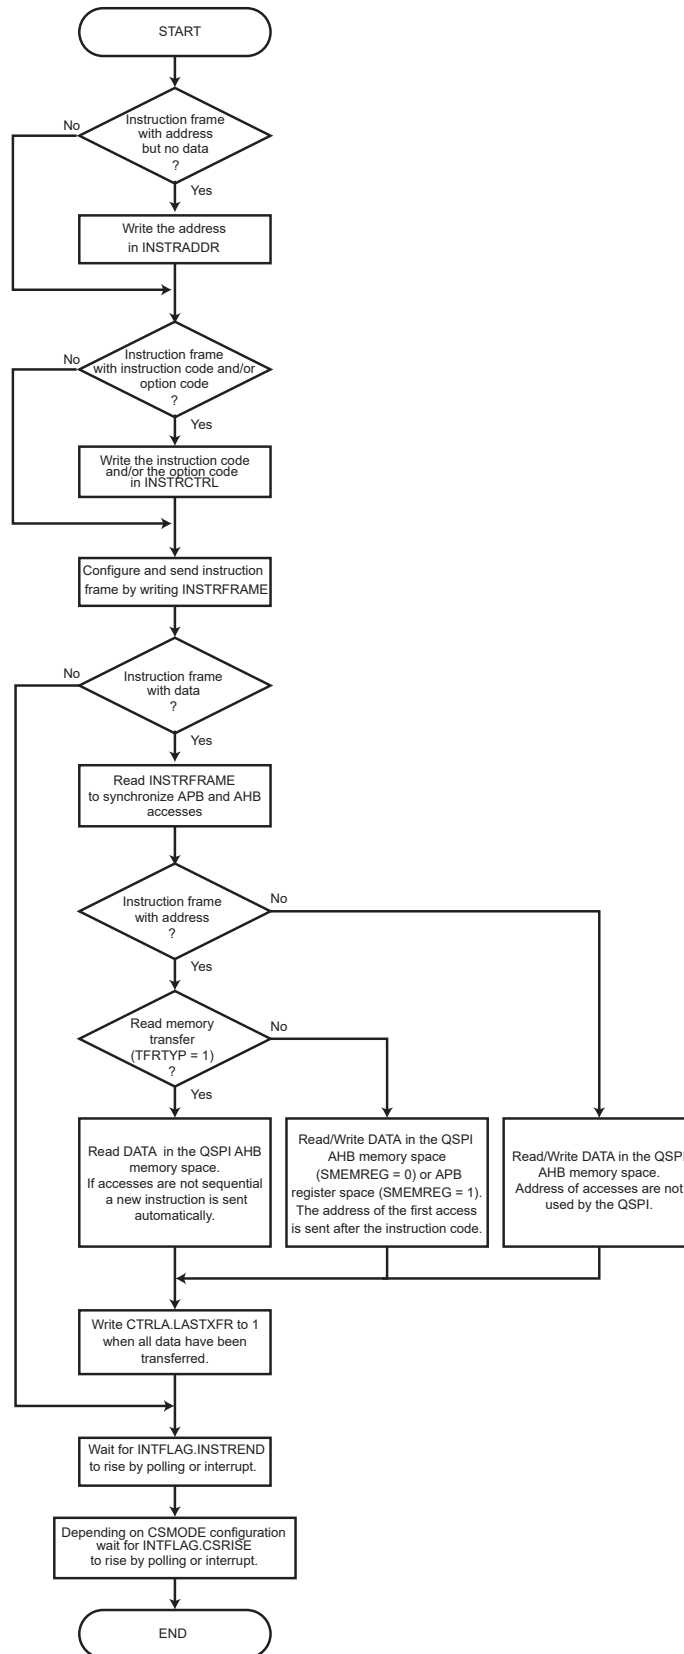 START
Instruction frame
with address
but no data
?
No
Yes
Write the address
in INSTRADDR
Instruction frame
with instruction code and/or
option code
?
No
Yes
Write the instruction code
and/or the option code
in INSTRCTRL
Configure and send instruction
frame by writing INSTRFRAME
Instruction frame
with data
?
No
Yes
Read INSTRFRAME
to synchronize APB and AHB
accesses
Instruction frame
with address
?
No
Yes
Read memory
transfer
(TFRTYP = 1)
?
No
Yes
Read DATA in the QSPI AHB
memory space.
If accesses are not sequential
a new instruction is sent
automatically.
Read/Write DATA in the QSPI
AHB memory space
(SMEMREG = 0) or APB
register space (SMEMREG = 1).
The address of the first access
is sent after the instruction code.
Read/Write DATA in the QSPI
AHB memory space.
Address of accesses are not
used by the QSPI.
Write CTRLA.LASTXFR to 1
when all data have been
transferred.
Wait for INTFLAG.INSTREND
to rise by polling or interrupt.
Depending on CSMODE configuration
wait for INTFLAG.CSRISE
to rise by polling or interrupt.
END